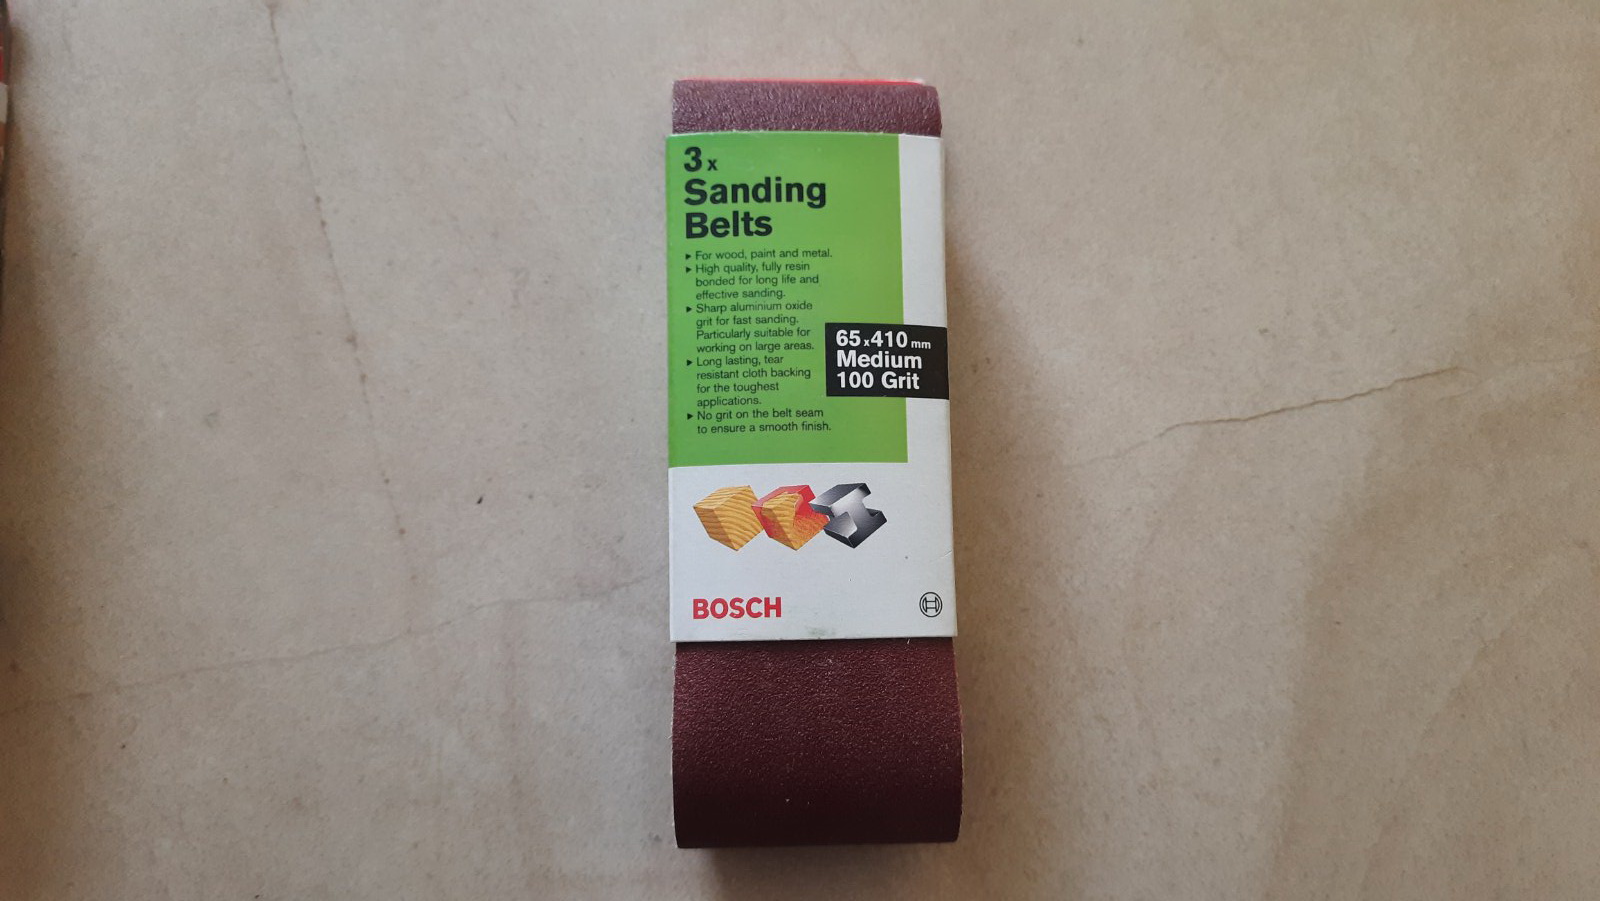 3 x
Sanding
Belts
▸ For wood, paint and metal.
▸ High quality, fully resin
bonded for long life and
effective sanding.
▸ Sharp aluminium oxide
grit for fast sanding.
Particularly suitable for
working on large areas.
▸ Long lasting, tear
resistant cloth backing
for the toughest
applications.
▸ No grit on the belt seam
to ensure a smooth finish.
65 x 410 mm
Medium
100 Grit
BOSCH